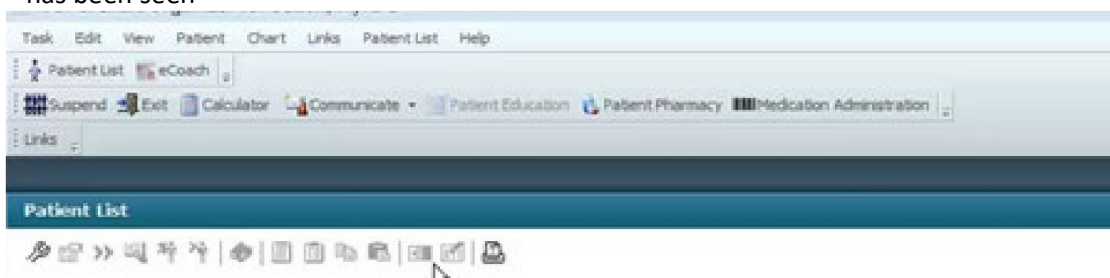 has been seen
Task Edit View Patient Chart Links Patient List Help
Patient List eCoach
Suspend Exit Calculator Communicate Patient Education Patient Pharmacy Medication Administration
Links
Patient List